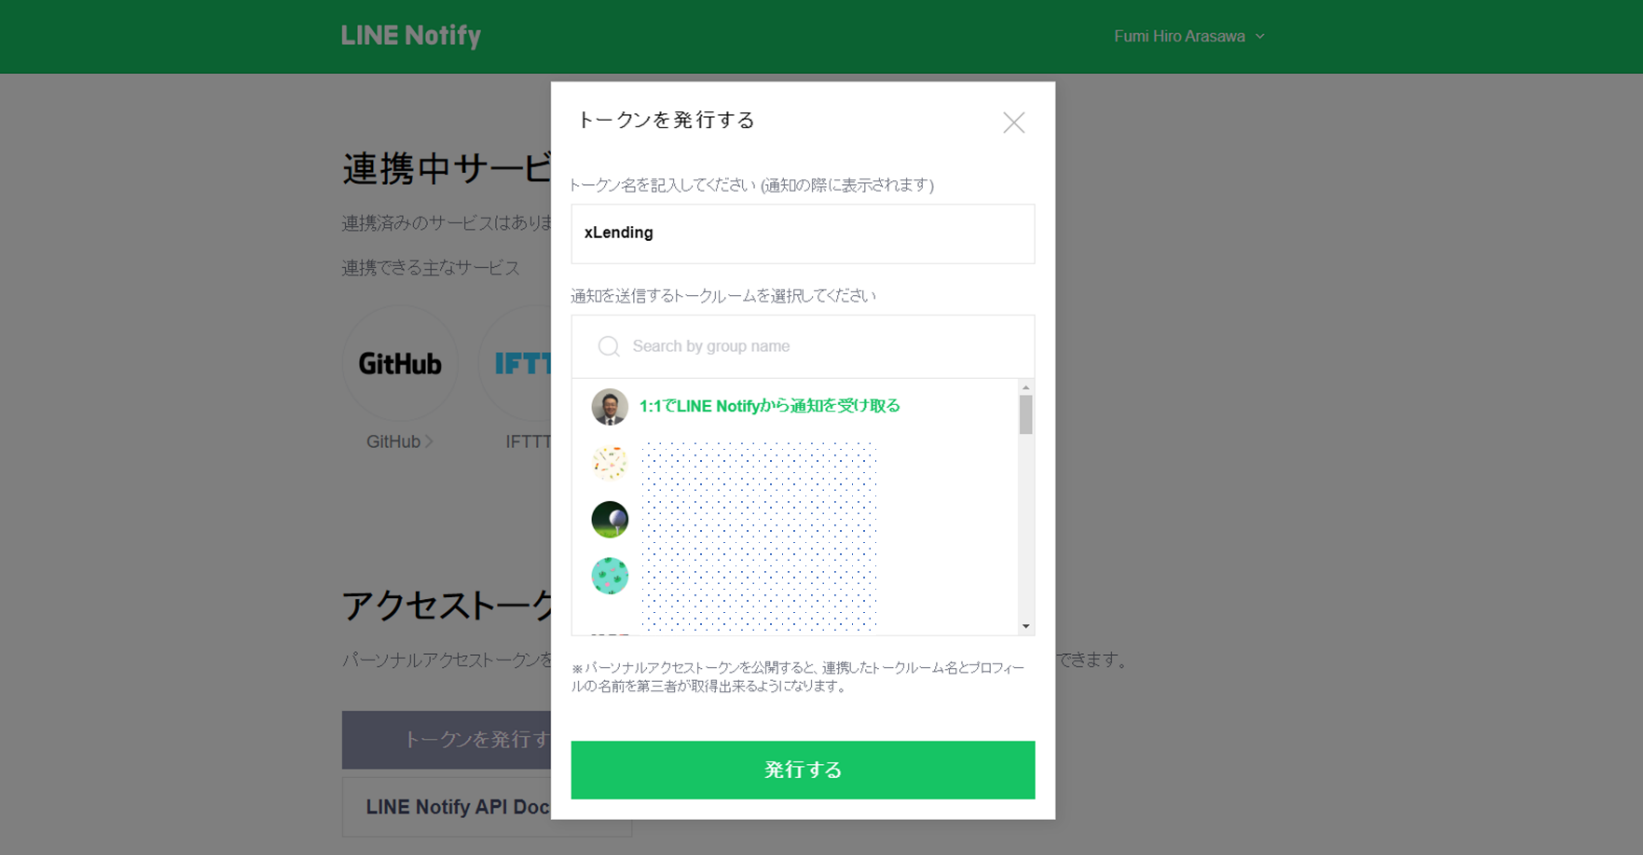 LINE Notify
Fumi Hiro Arasawa
トークンを発行する
連携中サービ
トークン名を記入してください (通知の際に表示されます)
連携済みのサービスはありま
xLending
連携できる主なサービス
通知を送信するトークルームを選択してください
Search by group name
GitHub
IFTT
1:1でLINE Notifyから通知を受け取る
GitHub
IFTTT
アクセストーク
パーソナルアクセストークンを
できます。
※パーソナルアクセストークンを公開すると、連携したトークルーム名とプロフィー
ルの名前を第三者が取得出来るようになります。
トークンを発行す
発行する
LINE Notify API Doc